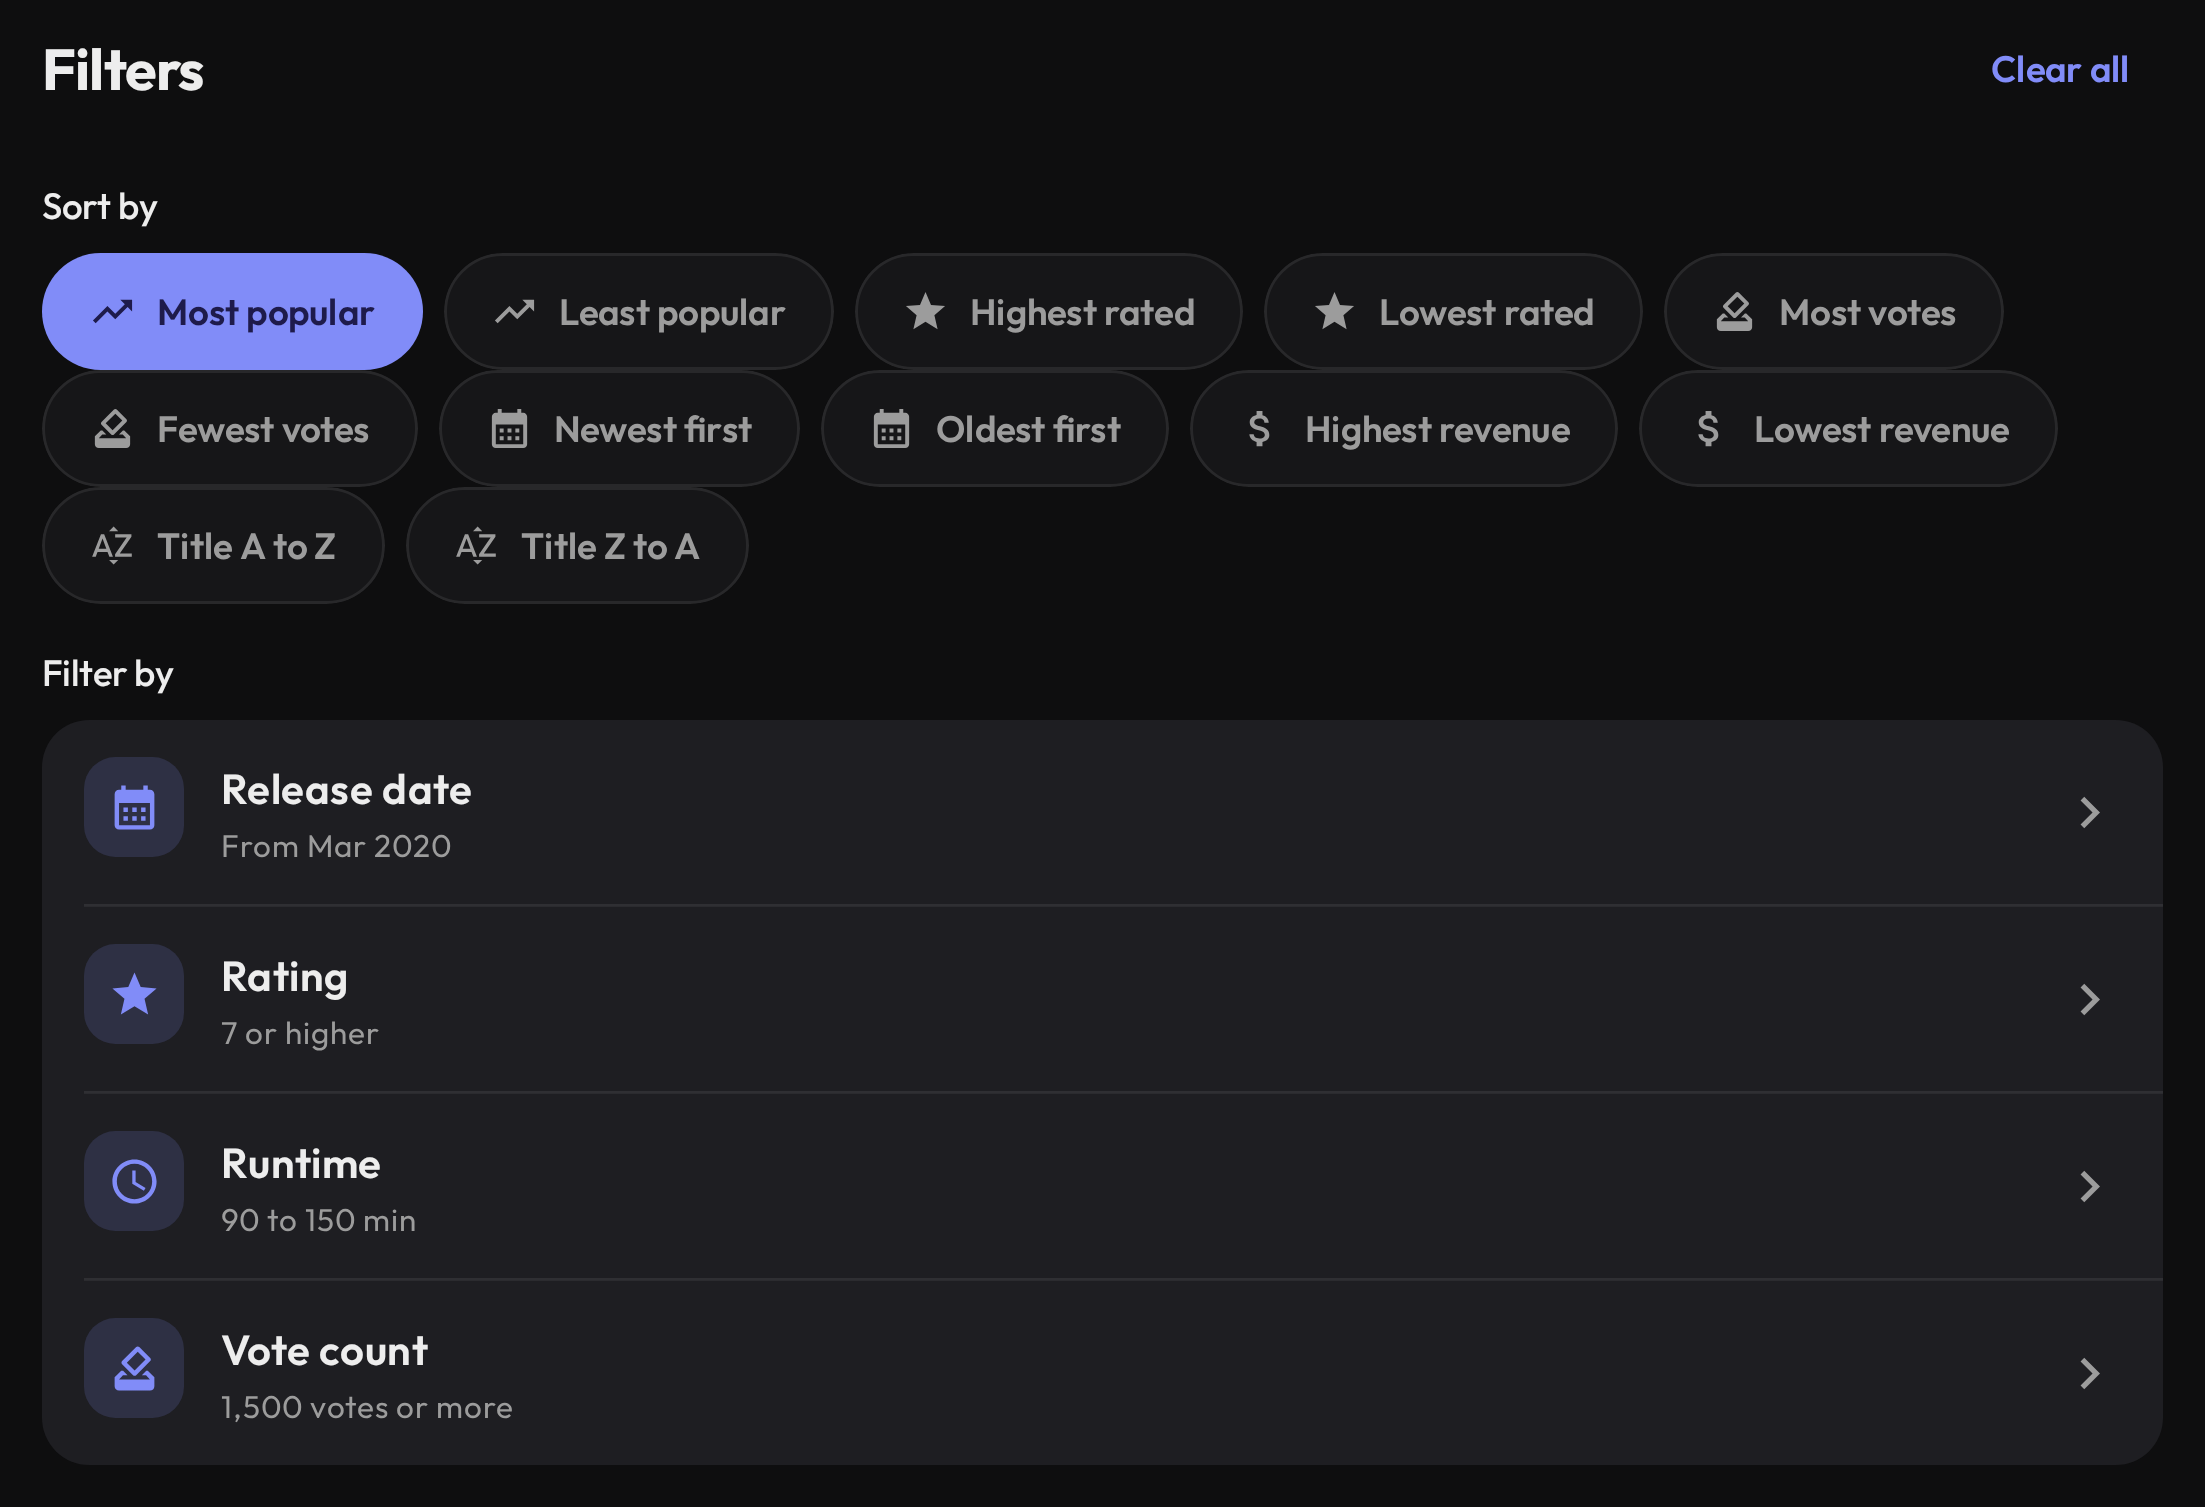 Filters
Clear all
Sort by
Most popular
Least popular
Highest rated
Lowest rated
Most votes
Fewest votes
Newest first
Oldest first
$ Highest revenue
$ Lowest revenue
AZ Title A to Z
AZ Title Z to A
Filter by
Release date
From Mar 2020
Rating
7 or higher
Runtime
90 to 150 min
Vote count
1,500 votes or more